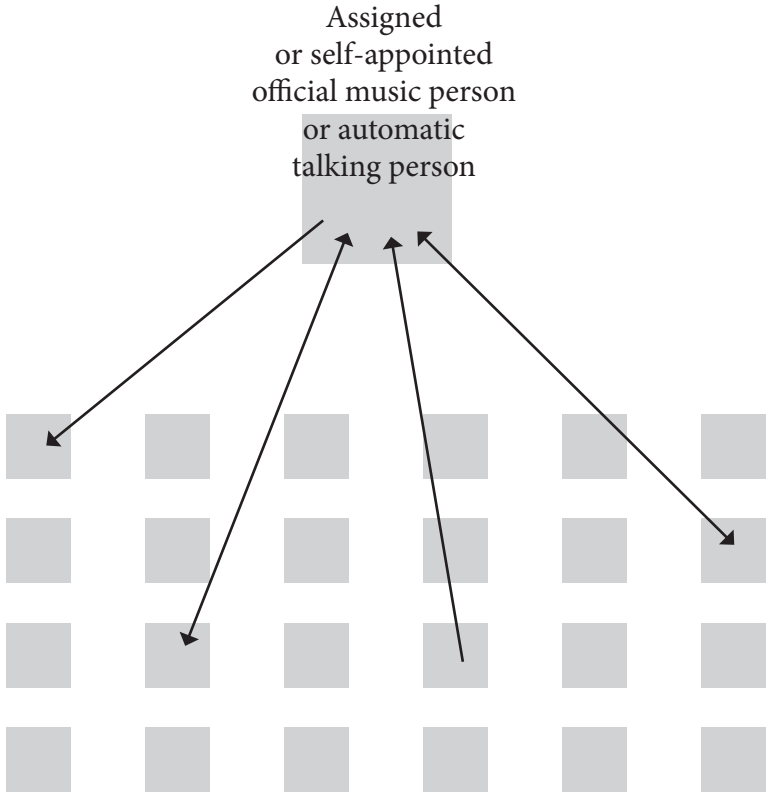 Assigned
or self-appointed
official music person
or automatic
talking person